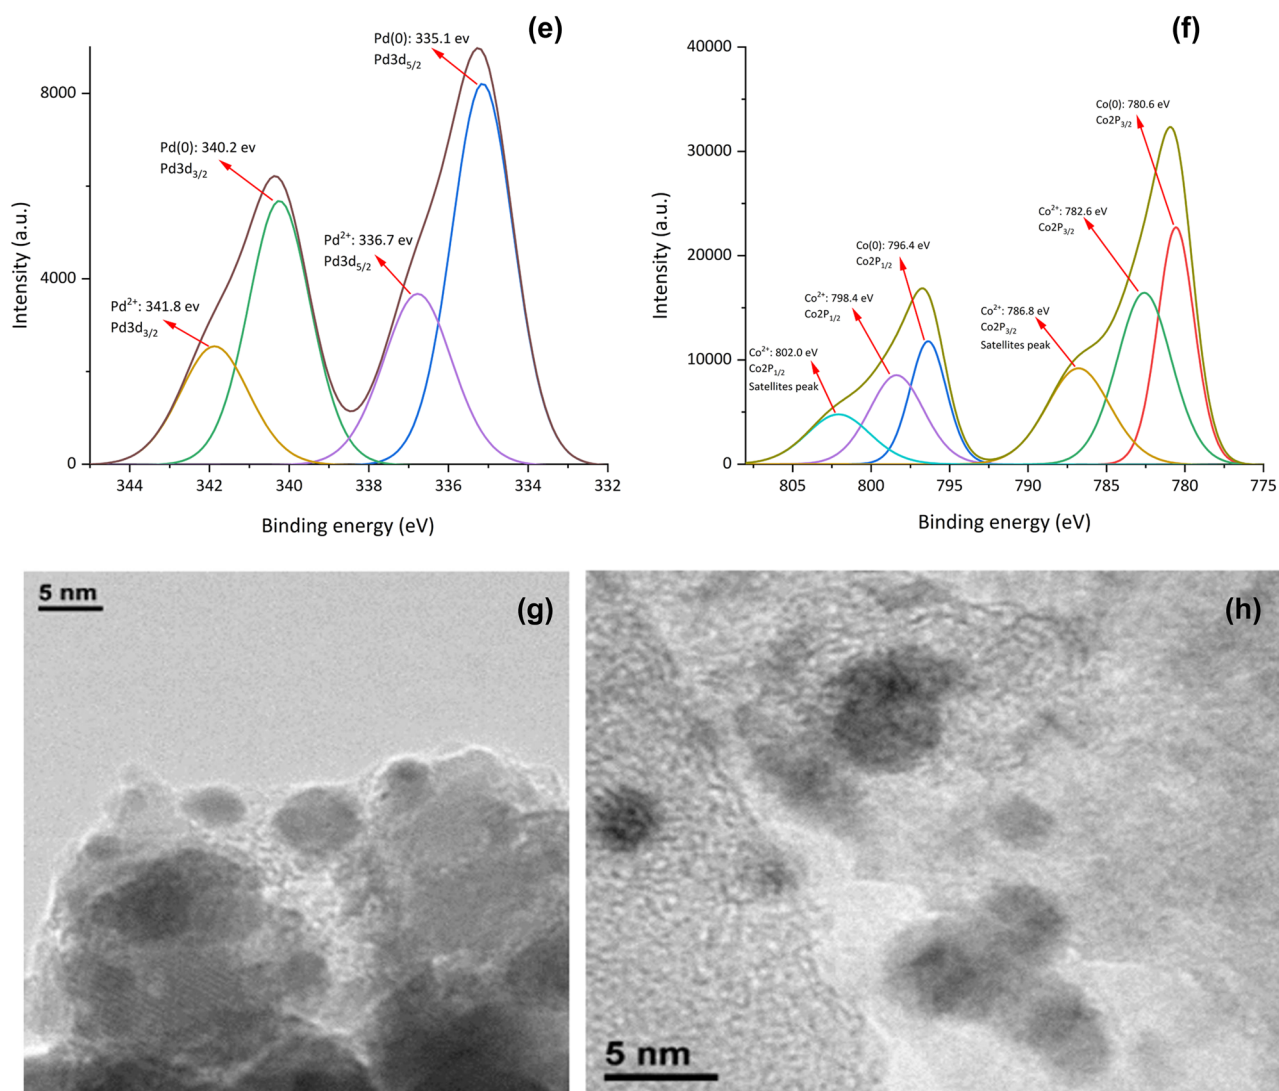 (e)
Pd(0): 335.1 ev
Pd3d5/2
8000
Pd(0): 340.2 ev
Pd3d3/2
Pd2+: 336.7 ev
Pd3d5/2
4000
Pd2+: 341.8 ev
Pd3d3/2
0
Intensity (a.u.)
344
342
340
338
336
334
332
Binding energy (eV)
(f)
40000
Co(0): 780.6 eV
Co2P3/2
30000
Co2+: 782.6 eV
Co2P3/2
Co(0): 796.4 eV
Co2P1/2
20000
Co2+: 798.4 eV
Co2P1/2
Co2+: 786.8 eV
Co2P3/2
Satellites peak
Co2+: 802.0 eV
Co2P1/2
Satellites peak
10000
0
Intensity (a.u.)
805
800
795
790
785
780
775
Binding energy (eV)
5 nm
(g)
(h)
5 nm